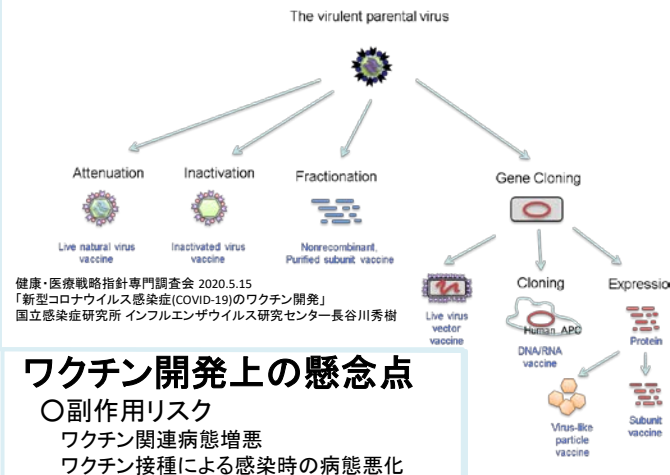 The virulent parental virus
Attenuation
Inactivation
Fractionation
Gene Cloning
Live natural virus
vaccine
Inactivated virus
vaccine
Nonrecombinant,
Purified subunit vaccine
健康・医療戦略指針専門調査会 2020.5.15
「新型コロナウイルス感染症(COVID-19)のワクチン開発」
国立感染症研究所 インフルエンザウイルス研究センター長谷川秀樹
Live virus
vector
vaccine
Cloning
Human APC
DNA/RNA
vaccine
Expressio
Protein
Virus-like
particle
vaccine
Subunit
vaccine
ワクチン開発上の懸念点
〇副作用リスク
ワクチン関連病態増悪
ワクチン接種による感染時の病態悪化